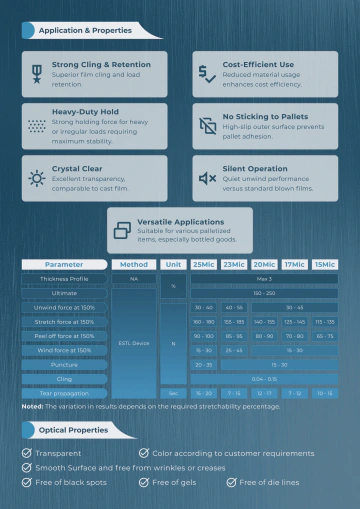 Application & Properties
Strong Cling & Retention
Superior film cling and load
retention.
Cost-Efficient Use
Reduced material usage
enhances cost efficiency.
Heavy-Duty Hold
Strong holding force for heavy
or irregular loads requiring
maximum stability.
No Sticking to Pallets
High-slip outer surface prevents
pallet adhesion.
Crystal Clear
Excellent transparency,
comparable to cast film.
Silent Operation
Quiet unwind performance
versus standard blown films.
Versatile Applications
Suitable for various palletized
items, especially bottled goods.
Parameter Method Unit 25Mic 23Mic 20Mic 17Mic 15Mic
Thickness Profile NA % Max 3
Ultimate 150 - 250
Unwind force at 150% 30 - 40 40 - 55 30 - 45
Stretch force at 150% 160 - 180 155 - 185 140 - 155 125 - 145 115 - 135
Peel off force at 150% 90 - 100 85 - 95 80 - 90 70 - 80 65 - 75
Wind force at 150% ESTL Device N 15 - 30 25 - 45 15 - 30
Puncture 20 - 35 15 - 30
Cling 0.04 - 0.15
Tear propagation Sec 15 - 30 7 - 15 12 - 17 7 - 12 10 - 15
Noted: The variation in results depends on the required stretchability percentage.
Optical Properties
Transparent
Color according to customer requirements
Smooth Surface and free from wrinkles or creases
Free of black spots
Free of gels
Free of die lines